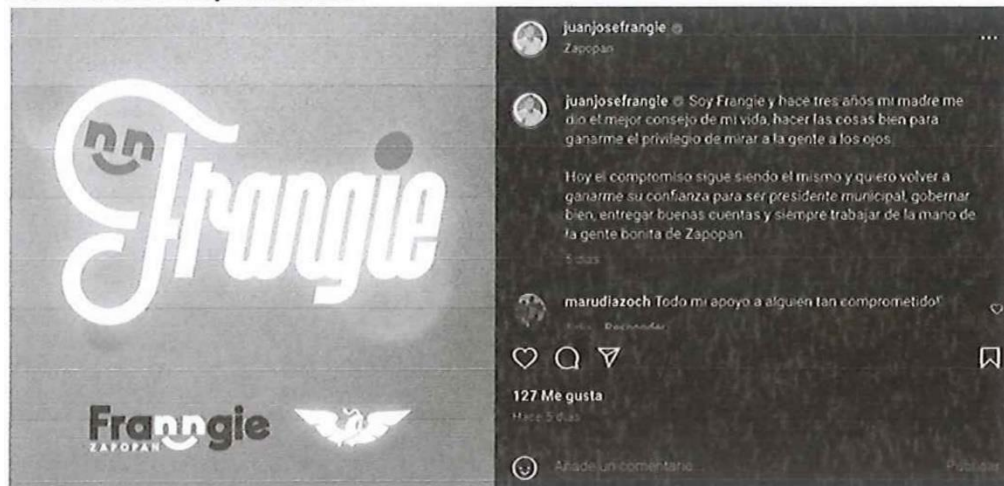 Frangie
Franngie
ZAPOPAN
juanjosefrangie
Zapopan
juanjosefrangie Soy Frangie y hace tres años mi madre me
dio el mejor consejo de mi vida, hacer las cosas bien para
ganarme el privilegio de mirar a la gente a los ojos.
Hoy el compromiso sigue siendo el mismo y quiero volver a
ganarme su confianza para ser presidente municipal, gobernar
bien, entregar buenas cuentas y siempre trabajar de la mano de
la gente bonita de Zapopan.
5 días
marudiazoch Todo mi apoyo a alguien tan comprometido!
Responder
127 Me gusta
Hace 5 días
Añade un comentario...
Publicar